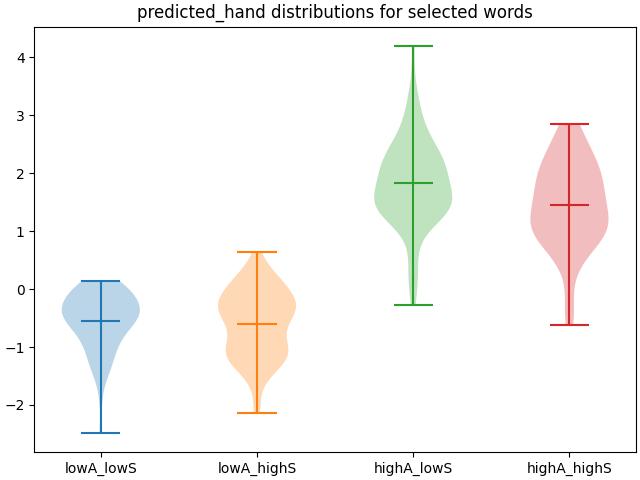 predicted_hand distributions for selected words
4
3
2
1
0
−1
−2
lowA_lowS
lowA_highS
highA_lowS
highA_highS